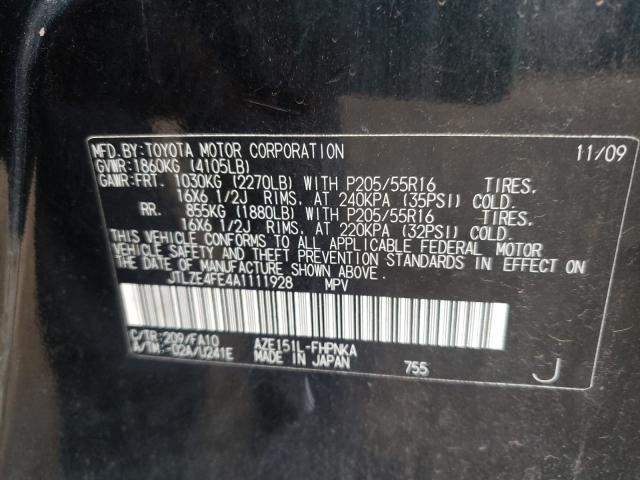 MFD.BY:TOYOTA MOTOR CORPORATION 11/09
GVWR:1860KG (4105LB)
GAWR:FRT. 1030KG (2270LB) WITH P205/55R16 TIRES,
16X6 1/2J RIMS, AT 240KPA (35PSI) COLD.
RR. 855KG (1880LB) WITH P205/55R16 TIRES,
16X6 1/2J RIMS, AT 220KPA (32PSI) COLD.
THIS VEHICLE CONFORMS TO ALL APPLICABLE FEDERAL MOTOR
VEHICLE SAFETY AND THEFT PREVENTION STANDARDS IN EFFECT ON
THE DATE OF MANUFACTURE SHOWN ABOVE.
JTLZE4FE4A1111928 MPV
C/TR:209/FA10 AZE151L-FHPNKA
A/TM:-02A/U241E MADE IN JAPAN 755 J